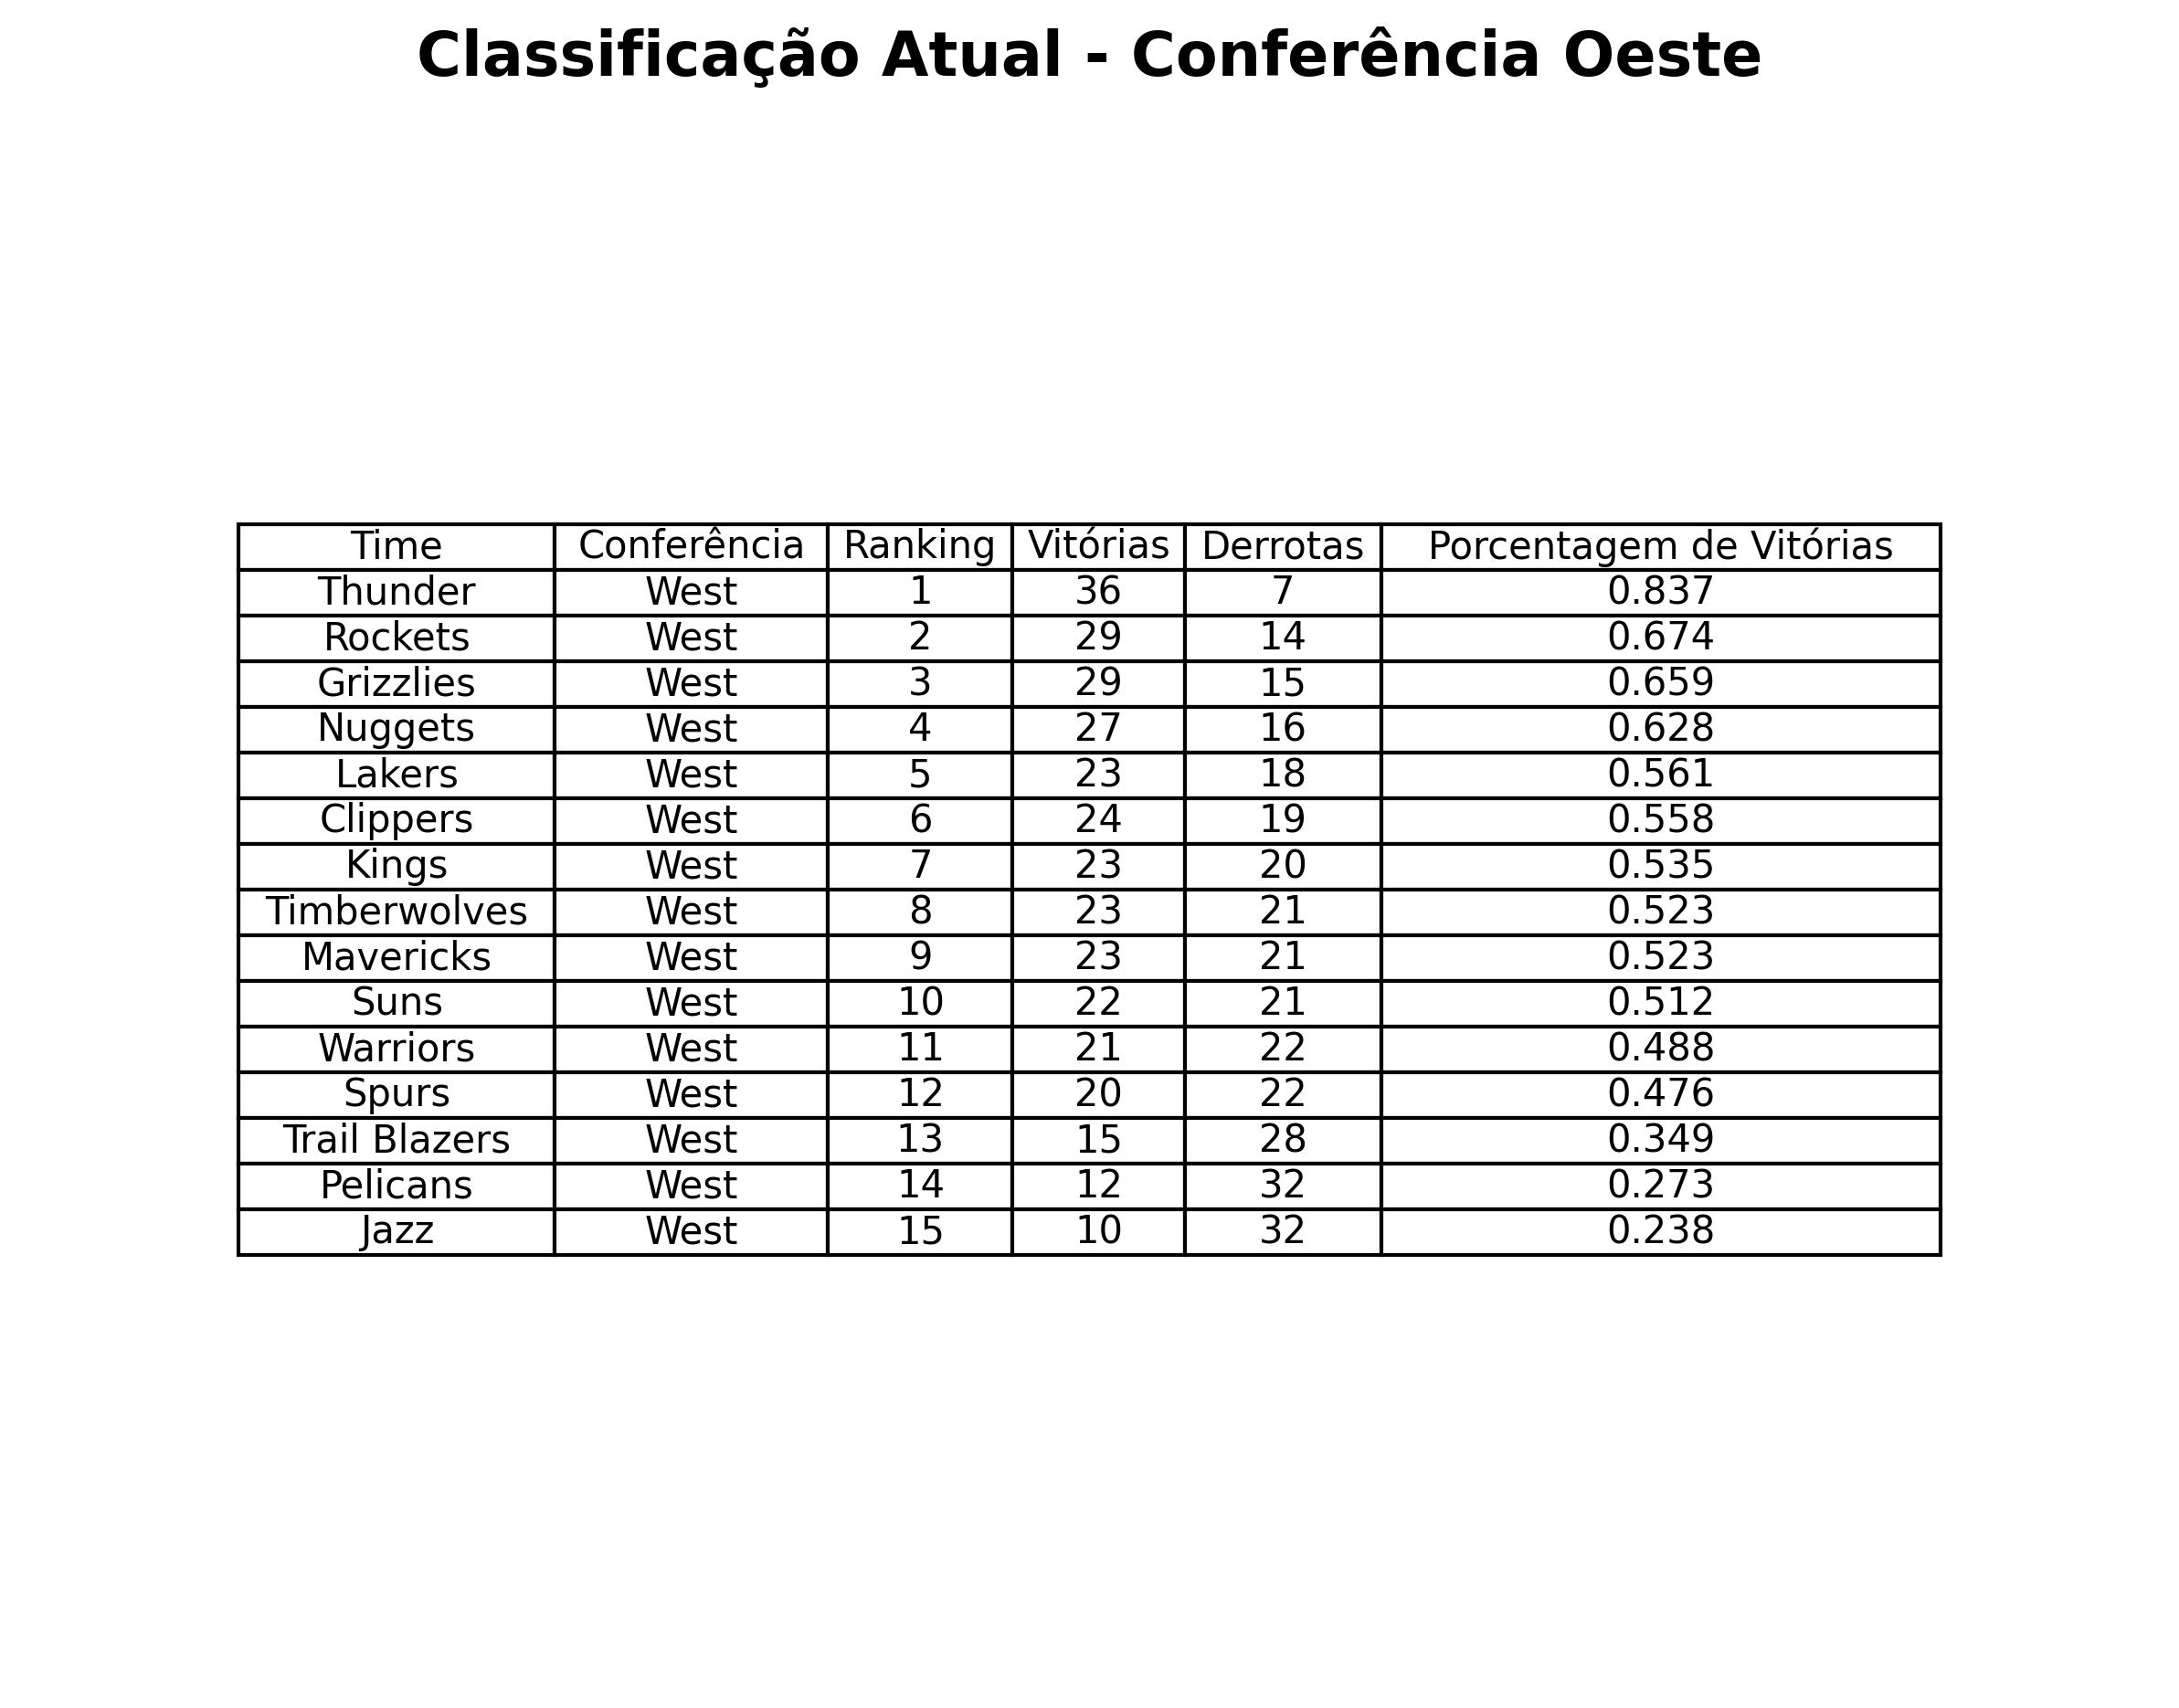 Classificação Atual - Conferência Oeste
Time Conferência Ranking Vitórias Derrotas Porcentagem de Vitórias
Thunder West 1 36 7 0.837
Rockets West 2 29 14 0.674
Grizzlies West 3 29 15 0.659
Nuggets West 4 27 16 0.628
Lakers West 5 23 18 0.561
Clippers West 6 24 19 0.558
Kings West 7 23 20 0.535
Timberwolves West 8 23 21 0.523
Mavericks West 9 23 21 0.523
Suns West 10 22 21 0.512
Warriors West 11 21 22 0.488
Spurs West 12 20 22 0.476
Trail Blazers West 13 15 28 0.349
Pelicans West 14 12 32 0.273
Jazz West 15 10 32 0.238